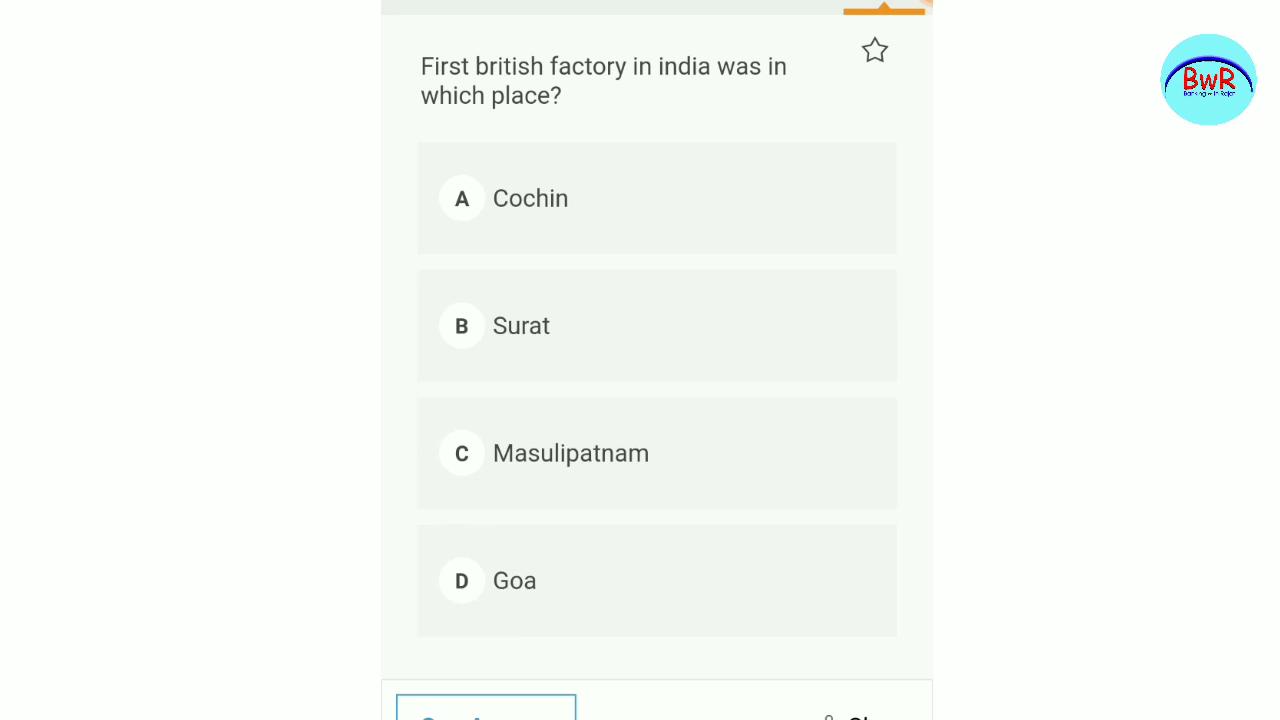 First british factory in india was in
which place?
A Cochin
B Surat
C Masulipatnam
D Goa
BWR